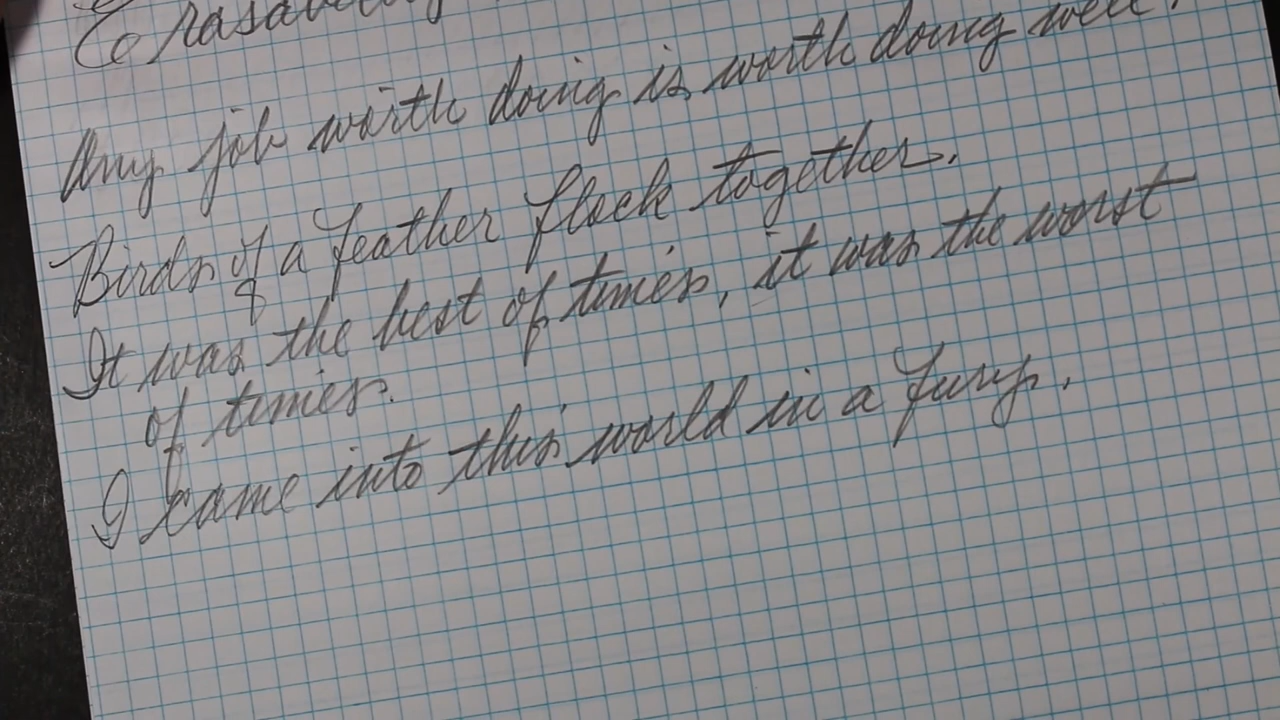 Erasability
Any job worth doing is worth doing well.
Birds of a feather flock together.
It was the best of times, it was the worst
of times.
I came into this world in a fury.